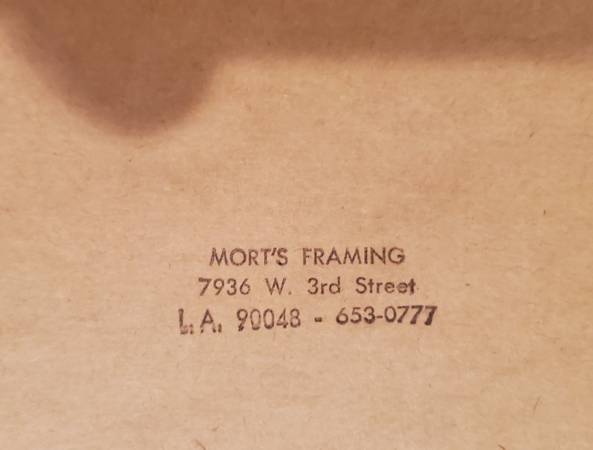 MORT'S FRAMING
7936 W. 3rd Street
L.A. 90048 - 653-0777